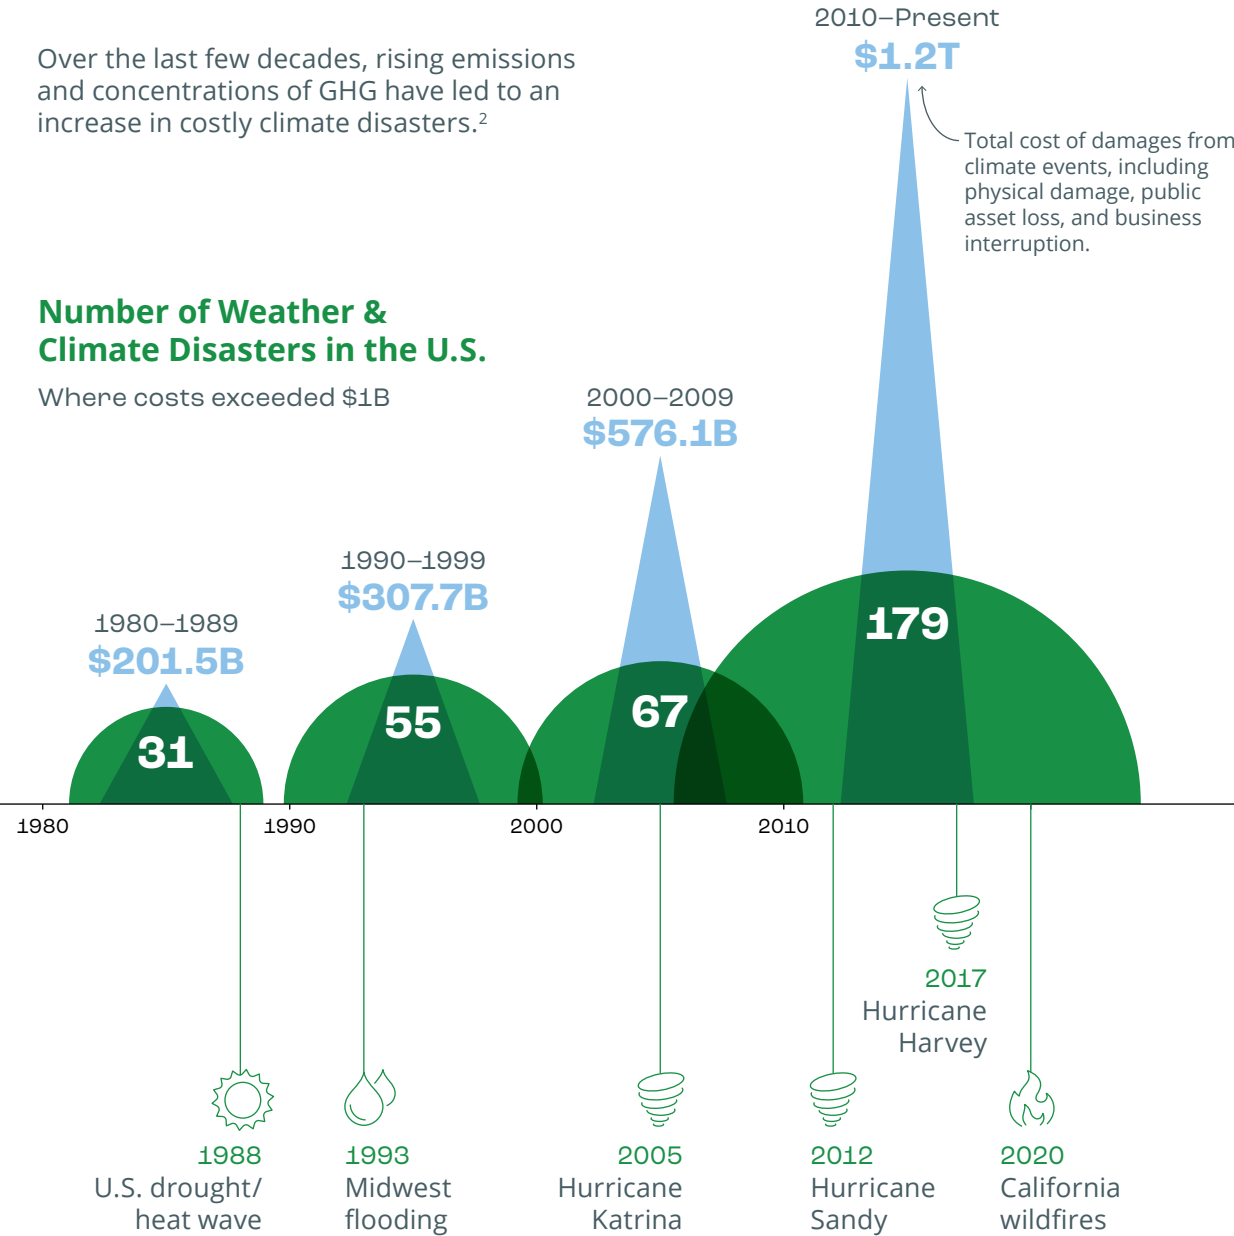 Over the last few decades, rising emissions
and concentrations of GHG have led to an
increase in costly climate disasters.²
Number of Weather &
Climate Disasters in the U.S.
Where costs exceeded $1B
2010–Present
$1.2T
Total cost of damages from
climate events, including
physical damage, public
asset loss, and business
interruption.
2000–2009
$576.1B
1990–1999
$307.7B
1980–1989
$201.5B
31
55
67
179
1980
1990
2000
2010
2017
Hurricane
Harvey
1988
U.S. drought/
heat wave
1993
Midwest
flooding
2005
Hurricane
Katrina
2012
Hurricane
Sandy
2020
California
wildfires